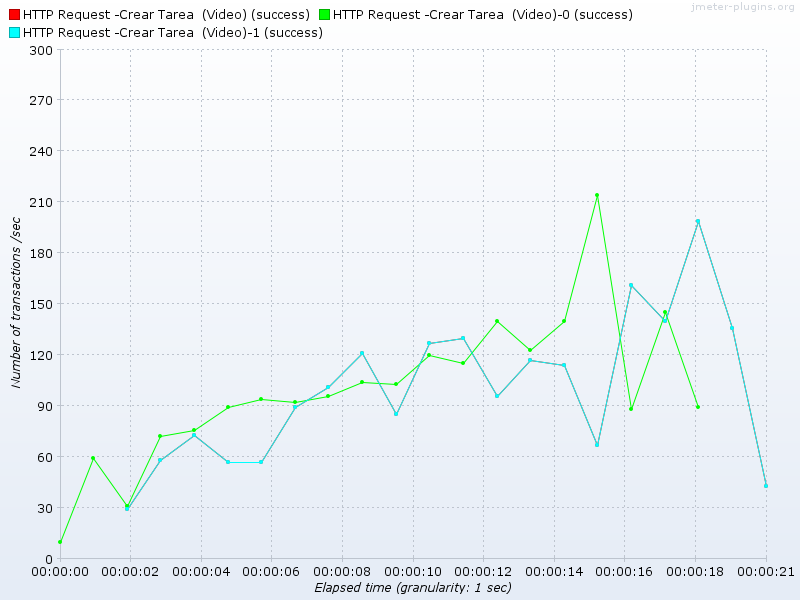 jmeter-plugins.org
HTTP Request -Crear Tarea  (Video) (success) HTTP Request -Crear Tarea  (Video)-0 (success)
HTTP Request -Crear Tarea  (Video)-1 (success)
300
270
240
210
180
150
120
90
60
30
0
Number of transactions /sec
00:00:00 00:00:02 00:00:04 00:00:06 00:00:08 00:00:10 00:00:12 00:00:14 00:00:16 00:00:18 00:00:21
Elapsed time (granularity: 1 sec)